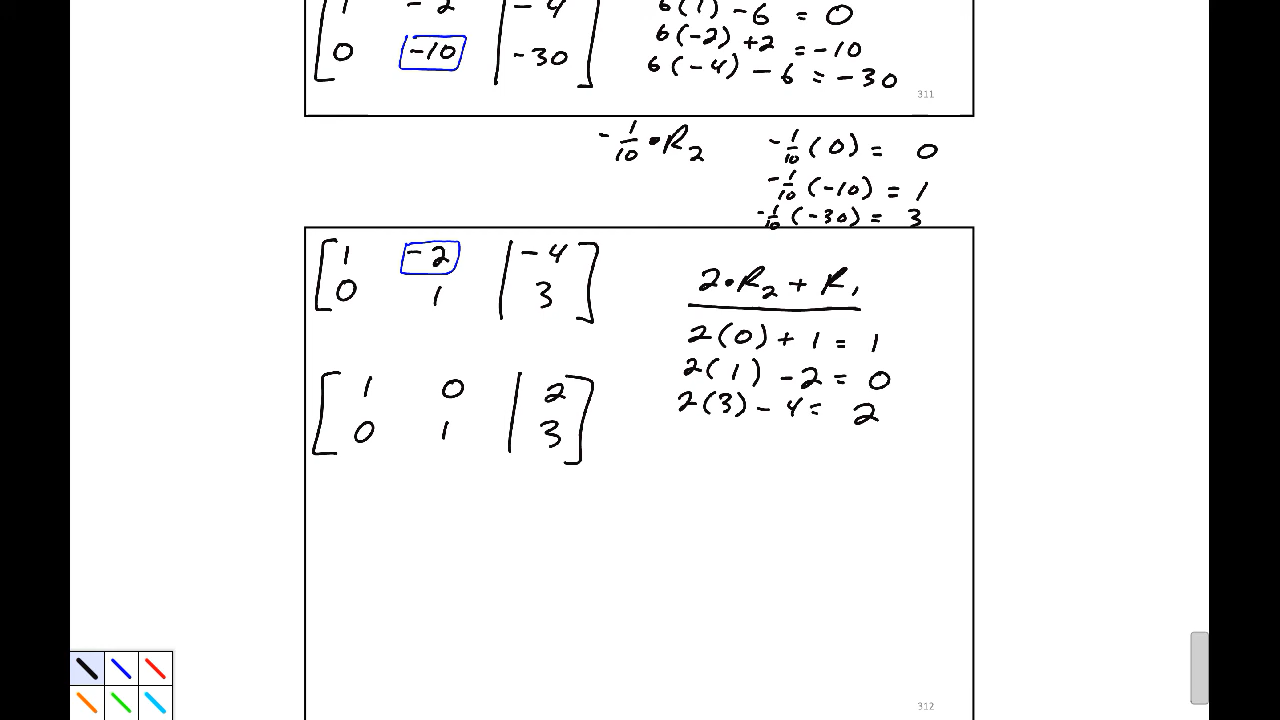 1 -2 | -4
0 -10 | -30
6(1) -6 = 0
6(-2) +2 = -10
6(-4) - 6 = -30
311
-1/10 • R₂
-1/10 (0) = 0
-1/10 (-10) = 1
-1/10 (-30) = 3
1 -2 | -4
0 1 | 3
2•R₂ + R₁
2(0) + 1 = 1
2(1) -2 = 0
2(3) - 4 = 2
1 0 | 2
0 1 | 3
312